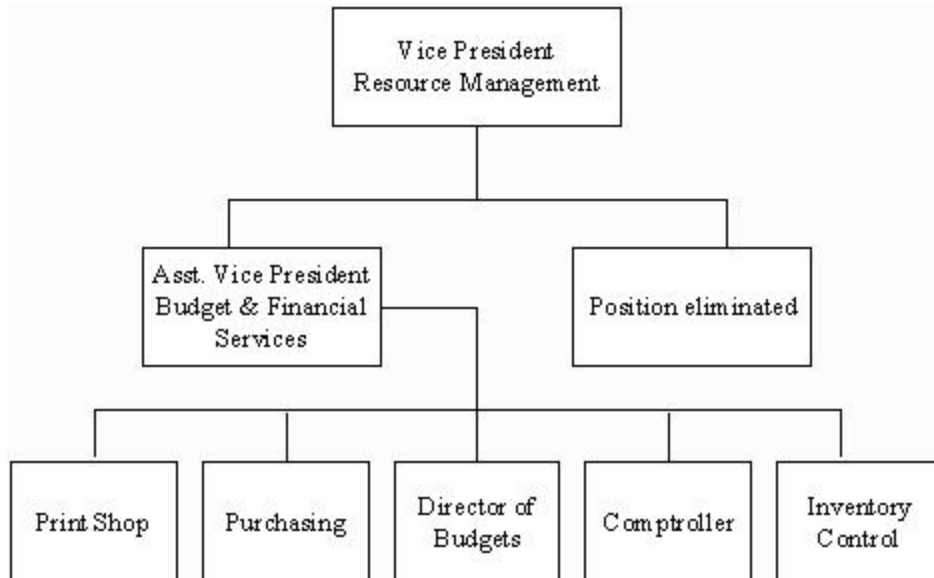 Vice President
Resource Management
Asst. Vice President
Budget & Financial
Services
Position eliminated
Print Shop
Purchasing
Director of
Budgets
Comptroller
Inventory
Control